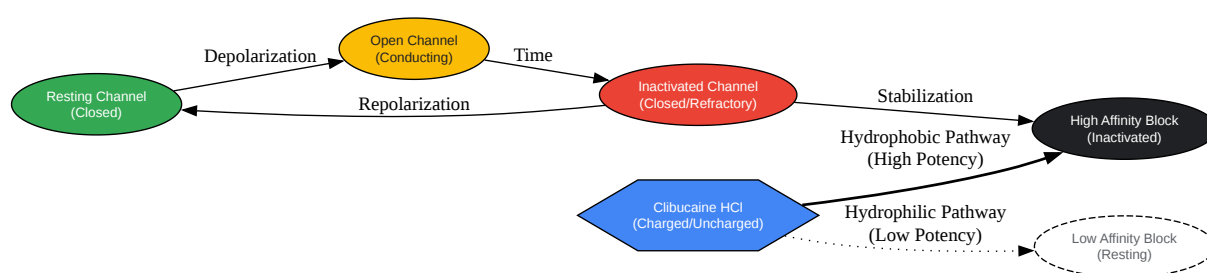 Open Channel
(Conducting)
Depolarization
Time
Resting Channel
(Closed)
Inactivated Channel
(Closed/Refractory)
Repolarization
Stabilization
High Affinity Block
(Inactivated)
Hydrophobic Pathway
(High Potency)
Clibucaine HCl
(Charged/Uncharged)
Hydrophilic Pathway
(Low Potency)
Low Affinity Block
(Resting)